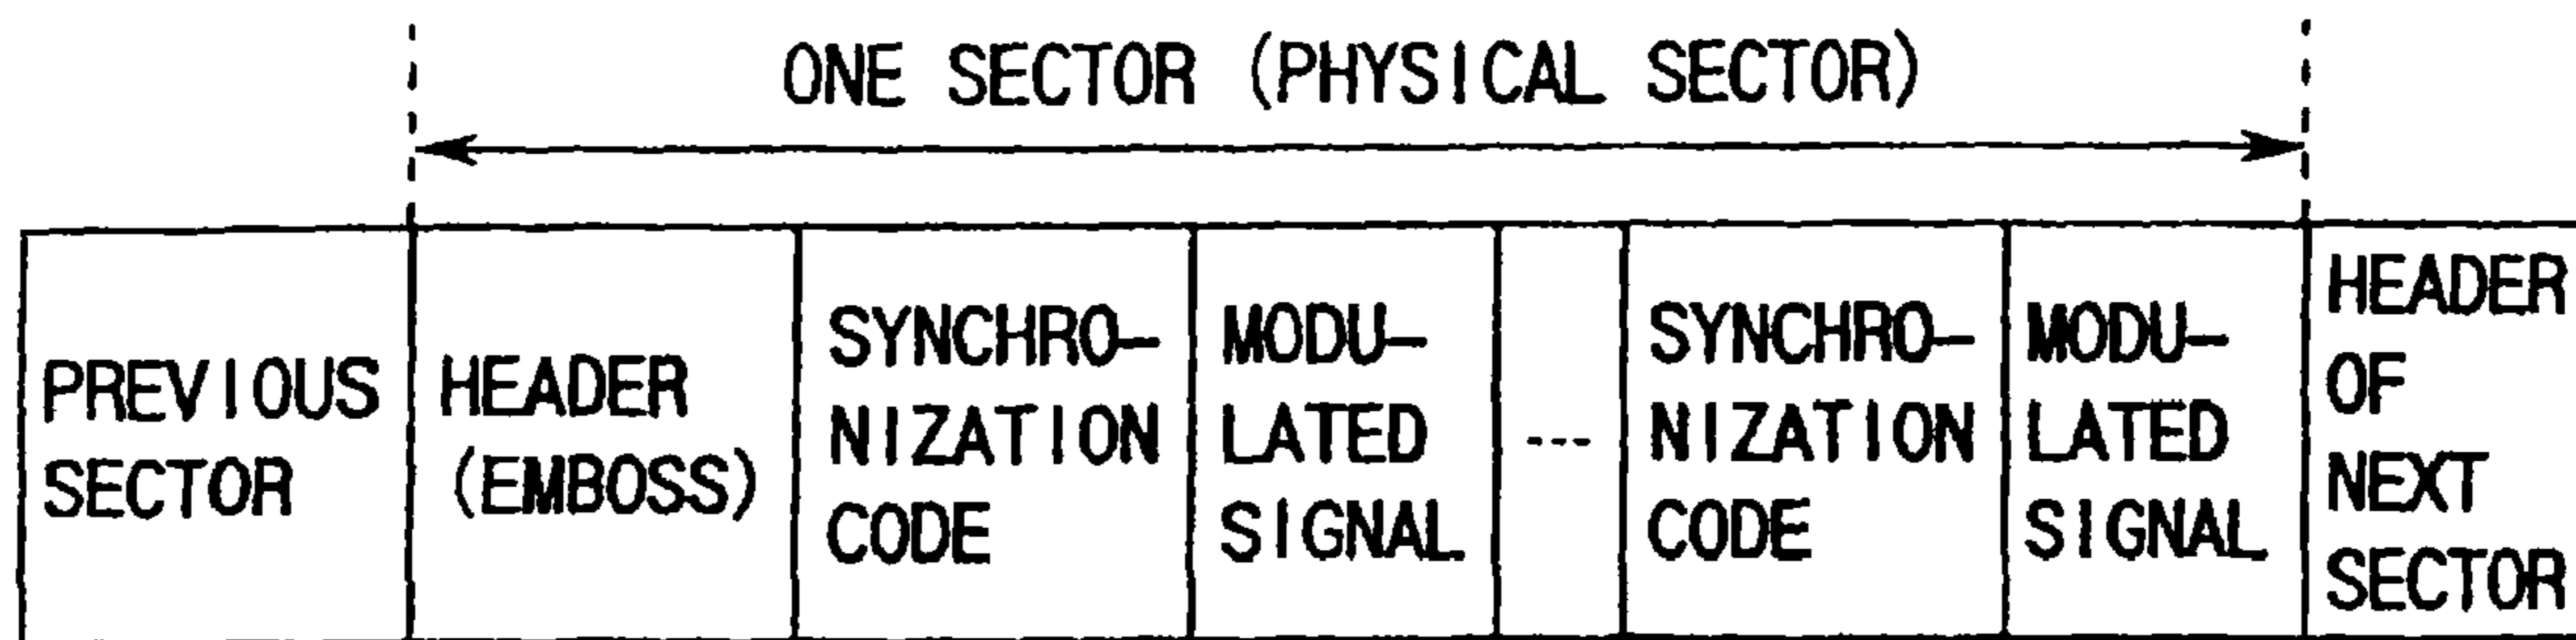 ONE SECTOR (PHYSICAL SECTOR)
PREVIOUS
SECTOR
HEADER
(EMBOSS)
SYNCHRO–
NIZATION
CODE
MODU–
LATED
SIGNAL
---
SYNCHRO–
NIZATION
CODE
MODU–
LATED
SIGNAL
HEADER
OF
NEXT
SECTOR